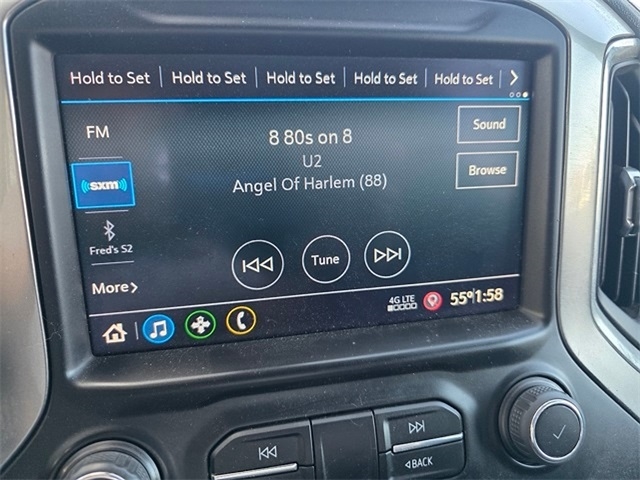 Hold to Set Hold to Set Hold to Set Hold to Set Hold to Set
FM
8 80s on 8
Sound
U2
sxm
Angel Of Harlem (88)
Browse
Fred's S2
Tune
More
4G LTE 55° 1:58
BACK